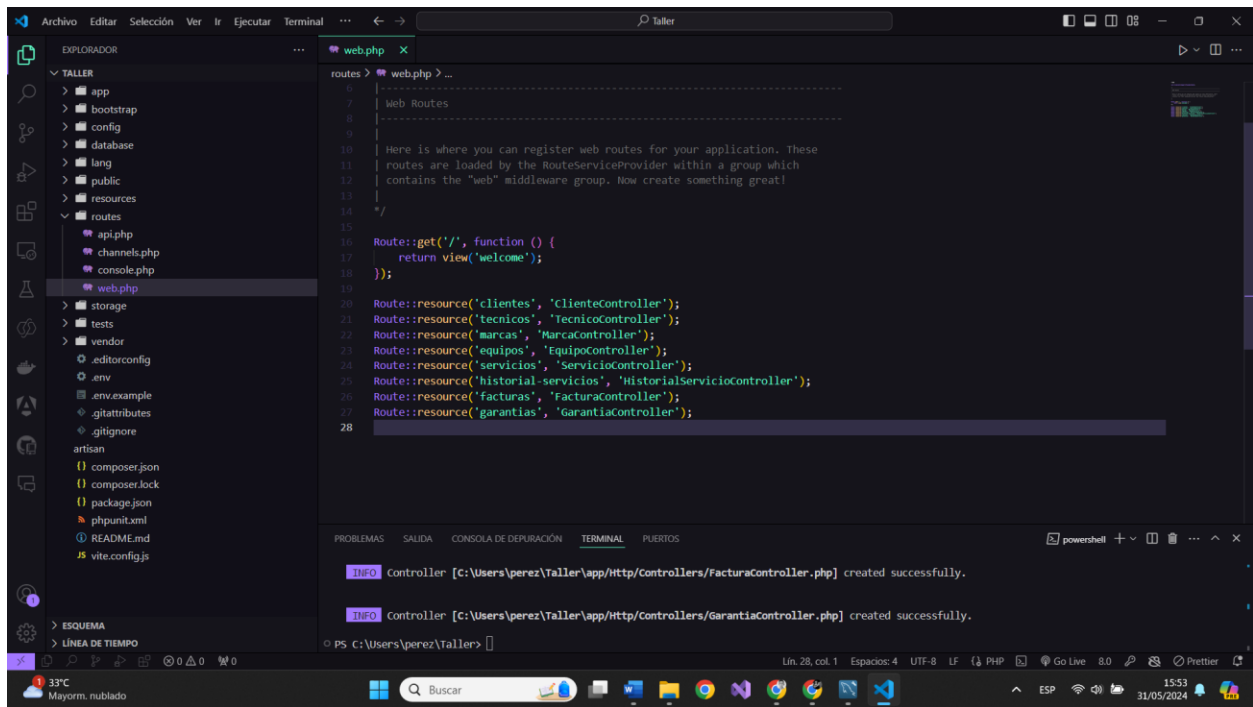 Archivo Editar Selección Ver Ir Ejecutar Terminal ··· Taller
EXPLORADOR ···
TALLER
app
bootstrap
config
database
lang
public
resources
routes
api.php
channels.php
console.php
web.php
storage
tests
vendor
.editorconfig
.env
.env.example
.gitattributes
.gitignore
artisan
composer.json
composer.lock
package.json
phpunit.xml
README.md
JS vite.config.js
ESQUEMA
LÍNEA DE TIEMPO
web.php
routes > web.php > ...
6 |--------------------------------------------------------------------------
7 | Web Routes
8 |--------------------------------------------------------------------------
9 |
10 | Here is where you can register web routes for your application. These
11 | routes are loaded by the RouteServiceProvider within a group which
12 | contains the "web" middleware group. Now create something great!
13 |
14 */
15
16 Route::get('/', function () {
17 return view('welcome');
18 });
19
20 Route::resource('clientes', 'ClienteController');
21 Route::resource('tecnicos', 'TecnicoController');
22 Route::resource('marcas', 'MarcaController');
23 Route::resource('equipos', 'EquipoController');
24 Route::resource('servicios', 'ServicioController');
25 Route::resource('historial-servicios', 'HistorialServicioController');
26 Route::resource('facturas', 'FacturaController');
27 Route::resource('garantias', 'GarantiaController');
28
PROBLEMAS SALIDA CONSOLA DE DEPURACIÓN TERMINAL PUERTOS powershell
INFO Controller [C:\Users\perez\Taller\app/Http/Controllers/FacturaController.php] created successfully.
INFO Controller [C:\Users\perez\Taller\app/Http/Controllers/GarantiaController.php] created successfully.
PS C:\Users\perez\Taller>
0 0 0 Lín. 28, col. 1 Espacios: 4 UTF-8 LF PHP Go Live 8.0 Prettier
1 33°C
Mayorm. nublado
Buscar
ESP
15:53
31/05/2024